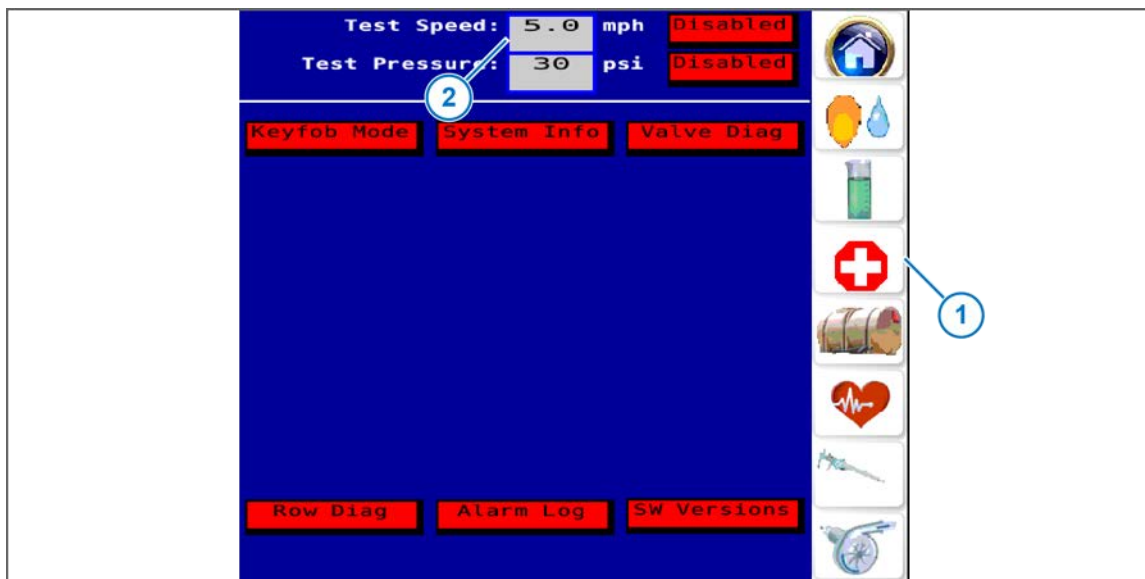 Test Speed: 5.0 mph Disabled
Test Pressure: 30 psi Disabled
2
Keyfob Mode System Info Valve Diag
1
Row Diag Alarm Log SW Versions